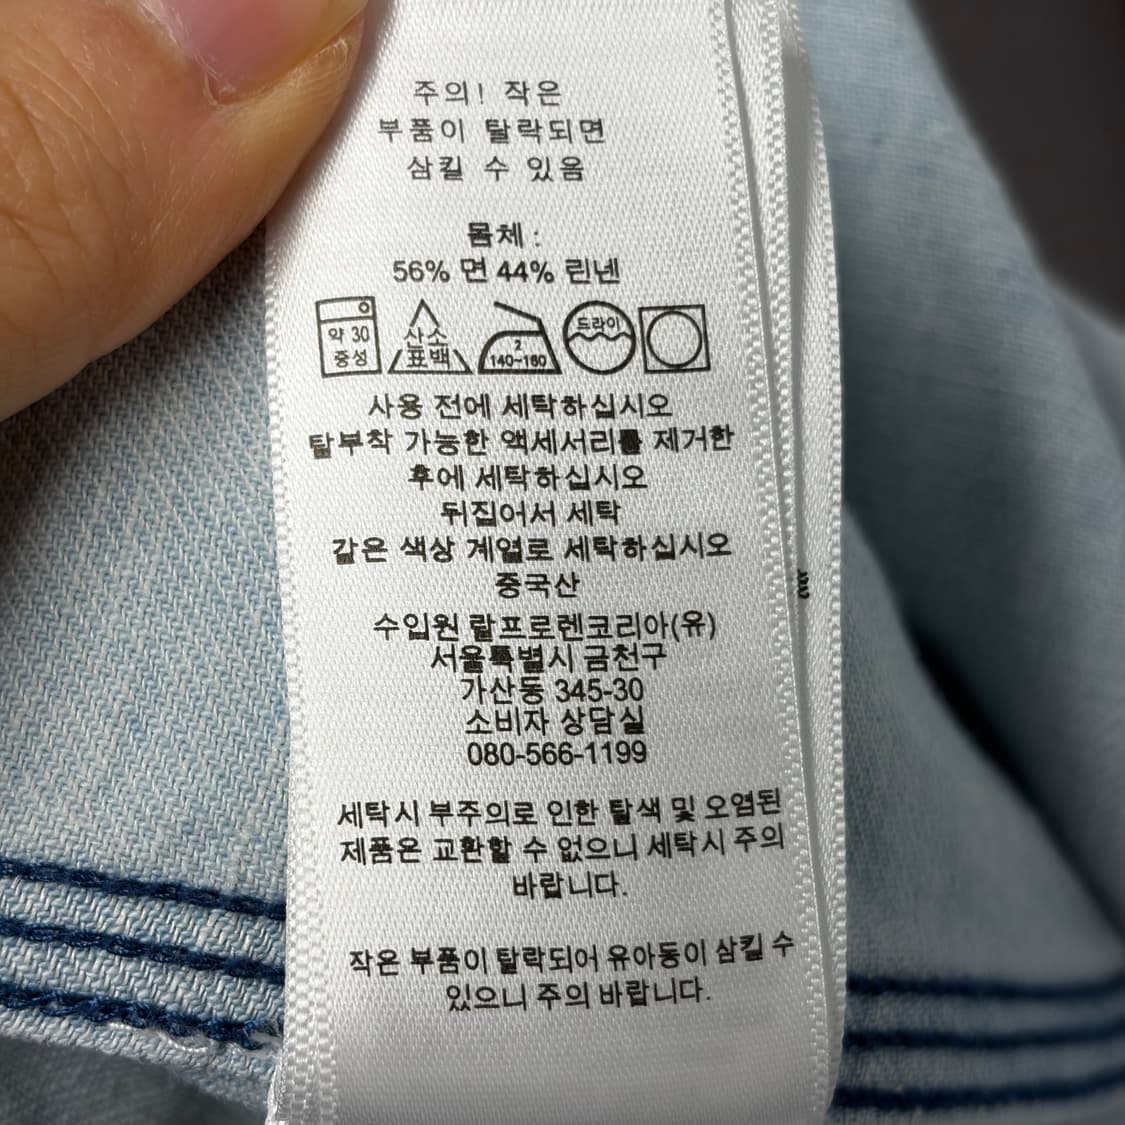 주의! 작은
부품이 탈락되면
삼킬 수 있음
몸체 :
56% 면 44% 린넨
약 30
중성
산소
표백
2
140~160
드라이
사용 전에 세탁하십시오
탈부착 가능한 액세서리를 제거한
후에 세탁하십시오
뒤집어서 세탁
같은 색상 계열로 세탁하십시오
중국산
수입원 랄프로렌코리아(유)
서울특별시 금천구
가산동 345-30
소비자 상담실
080-566-1199
세탁시 부주의로 인한 탈색 및 오염된
제품은 교환할 수 없으니 세탁시 주의
바랍니다.
작은 부품이 탈락되어 유아동이 삼킬 수
있으니 주의 바랍니다.